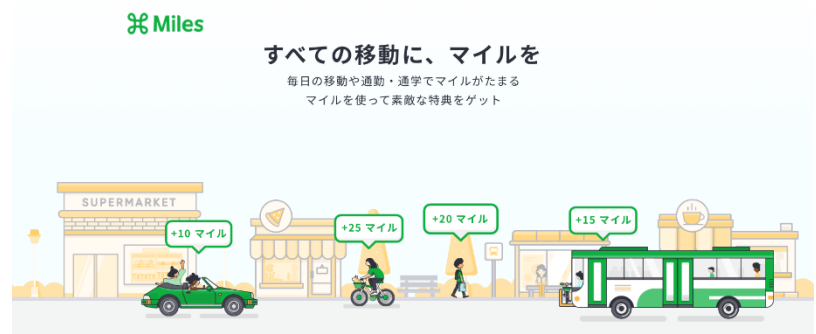 Miles
すべての移動に、マイルを
毎日の移動や通勤・通学でマイルがたまる
マイルを使って素敵な特典をゲット
SUPERMARKET
+10 マイル
+25 マイル
+20 マイル
+15 マイル